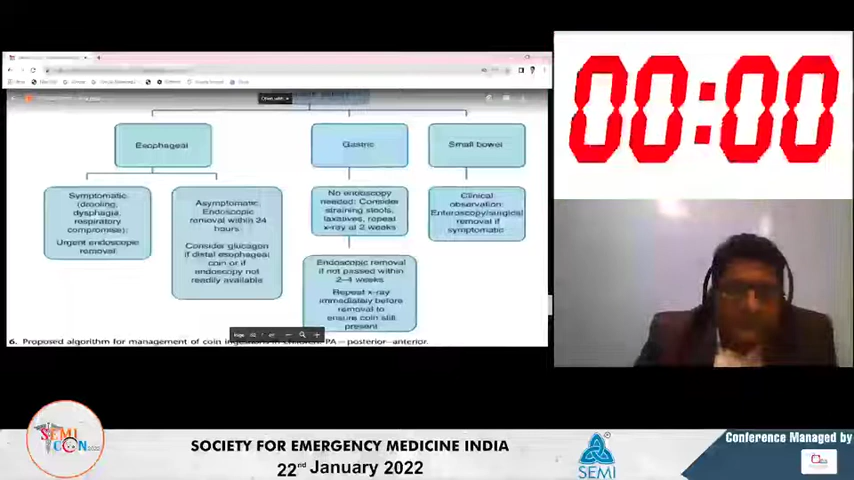 00:00
Esophageal
Gastric
Small bowel
Symptomatic
(drooling,
dysphagia,
respiratory
compromise):
Urgent endoscopic
removal
Asymptomatic:
Endoscopic
removal within 24
hours
Consider glucagon
if distal esophageal
coin or if
endoscopy not
readily available
No endoscopy
needed: Consider
straining stools,
laxatives, repeat
x-ray at 2 weeks
Endoscopic removal
if not passed within
2–4 weeks
Repeat x-ray
immediately before
removal to
ensure coin still
present
Clinical
observation:
Enteroscopy/surgical
removal if
symptomatic
6. Proposed algorithm for management of coin ingestions in children. PA = posterior–anterior.
SEMI
CON 2022
SOCIETY FOR EMERGENCY MEDICINE INDIA
22nd January 2022
SEMI
Conference Managed by